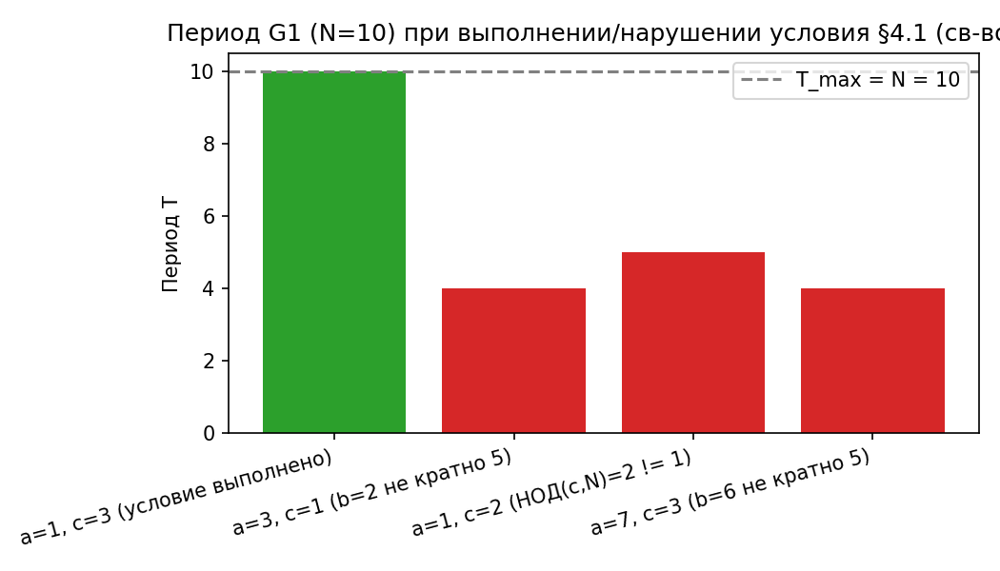 Период G1 (N=10) при выполнении/нарушении условия §4.1 (св-во
T_max = N = 10
Период T
10
8
6
4
2
0
a=1, c=3 (условие выполнено)
a=3, c=1 (b=2 не кратно 5)
a=1, c=2 (НОД(c,N)=2 != 1)
a=7, c=3 (b=6 не кратно 5)